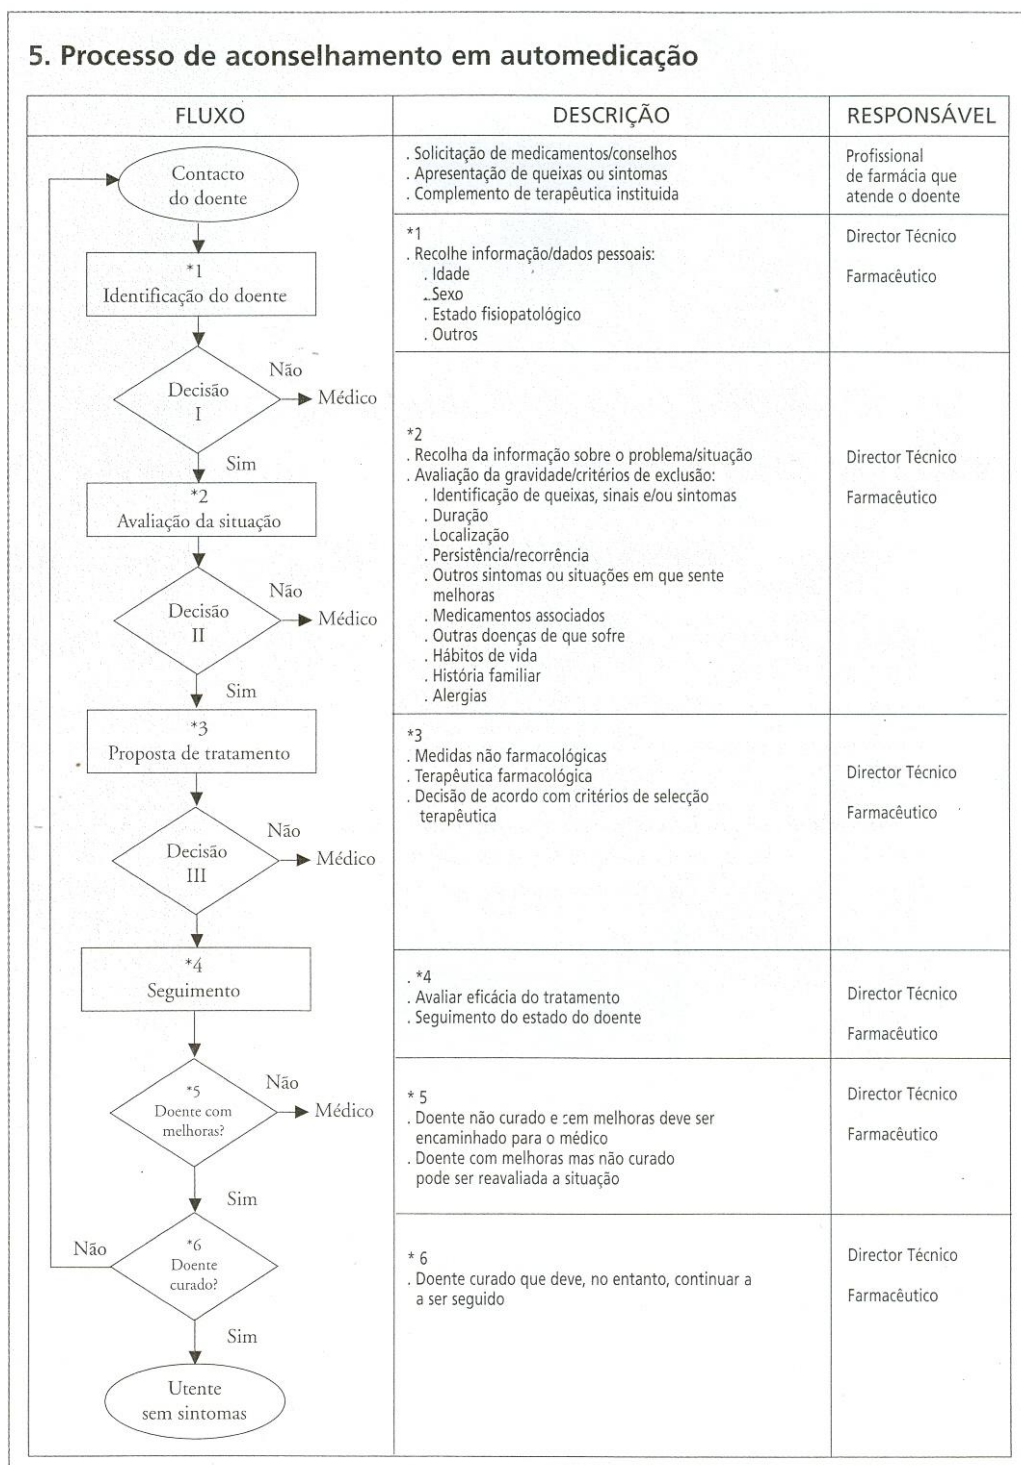 5. Processo de aconselhamento em automedicação
FLUXO
DESCRIÇÃO
RESPONSÁVEL
Contacto
do doente
. Solicitação de medicamentos/conselhos
. Apresentação de queixas ou sintomas
. Complemento de terapêutica instituida
Profissional
de farmácia que
atende o doente
*1
Identificação do doente
*1
. Recolhe informação/dados pessoais:
. Idade
. Sexo
. Estado fisiopatológico
. Outros
Director Técnico
Farmacêutico
Decisão
I
Não
Médico
Sim
*2
Avaliação da situação
Decisão
II
Não
Médico
Sim
*2
. Recolha da informação sobre o problema/situação
. Avaliação da gravidade/critérios de exclusão:
. Identificação de queixas, sinais e/ou sintomas
. Duração
. Localização
. Persistência/recorrência
. Outros sintomas ou situações em que sente
melhoras
. Medicamentos associados
. Outras doenças de que sofre
. Hábitos de vida
. História familiar
. Alergias
Director Técnico
Farmacêutico
*3
Proposta de tratamento
Decisão
III
Não
Médico
*3
. Medidas não farmacológicas
. Terapêutica farmacológica
. Decisão de acordo com critérios de selecção
terapêutica
Director Técnico
Farmacêutico
*4
Seguimento
. *4
. Avaliar eficácia do tratamento
. Seguimento do estado do doente
Director Técnico
Farmacêutico
*5
Doente com
melhoras?
Não
Médico
Sim
* 5
. Doente não curado e sem melhoras deve ser
encaminhado para o médico
. Doente com melhoras mas não curado
pode ser reavaliada a situação
Director Técnico
Farmacêutico
*6
Doente
curado?
Não
Sim
* 6
. Doente curado que deve, no entanto, continuar a
a ser seguido
Director Técnico
Farmacêutico
Utente
sem sintomas